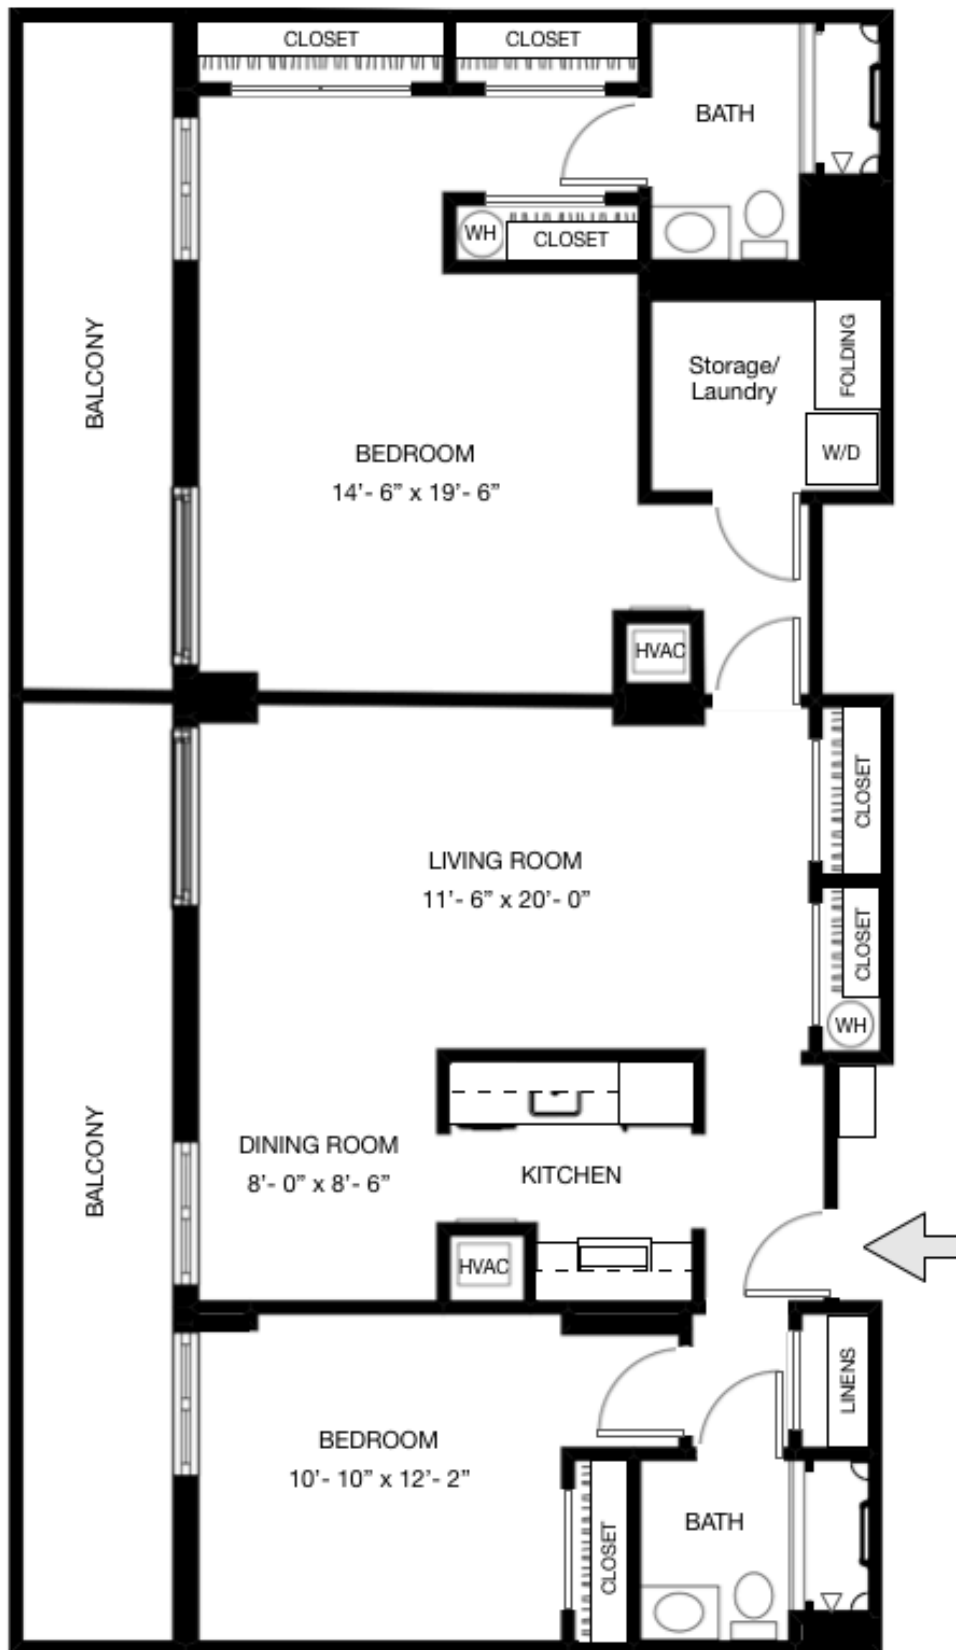 CLOSET
CLOSET
BATH
WH
CLOSET
BALCONY
Storage/
Laundry
FOLDING
W/D
BEDROOM
14'- 6” x 19'- 6”
HVAC
LIVING ROOM
11'- 6” x 20'- 0”
CLOSET
CLOSET
WH
BALCONY
DINING ROOM
8'- 0” x 8'- 6”
KITCHEN
HVAC
LINENS
BEDROOM
10'- 10” x 12'- 2”
CLOSET
BATH